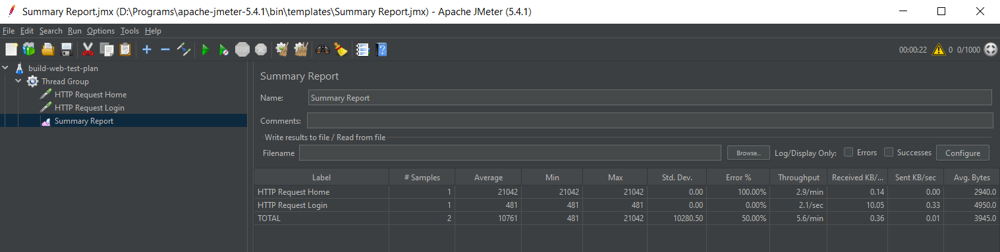 Summary Report.jmx (D:\Programs\apache-jmeter-5.4.1\bin\templates\Summary Report.jmx) - Apache JMeter (5.4.1)
File Edit Search Run Options Tools Help
STOP 00:00:22 0 0/1000
build-web-test-plan
Thread Group
HTTP Request Home
HTTP Request Login
Summary Report
Summary Report
Name: Summary Report
Comments:
Write results to file / Read from file
Filename Browse... Log/Display Only: Errors Successes Configure
Label # Samples Average Min Max Std. Dev. Error % Throughput Received KB/... Sent KB/sec Avg. Bytes
HTTP Request Home 1 21042 21042 21042 0.00 100.00% 2.9/min 0.14 0.00 2940.0
HTTP Request Login 1 481 481 481 0.00 0.00% 2.1/sec 10.05 0.33 4950.0
TOTAL 2 10761 481 21042 10280.50 50.00% 5.6/min 0.36 0.01 3945.0